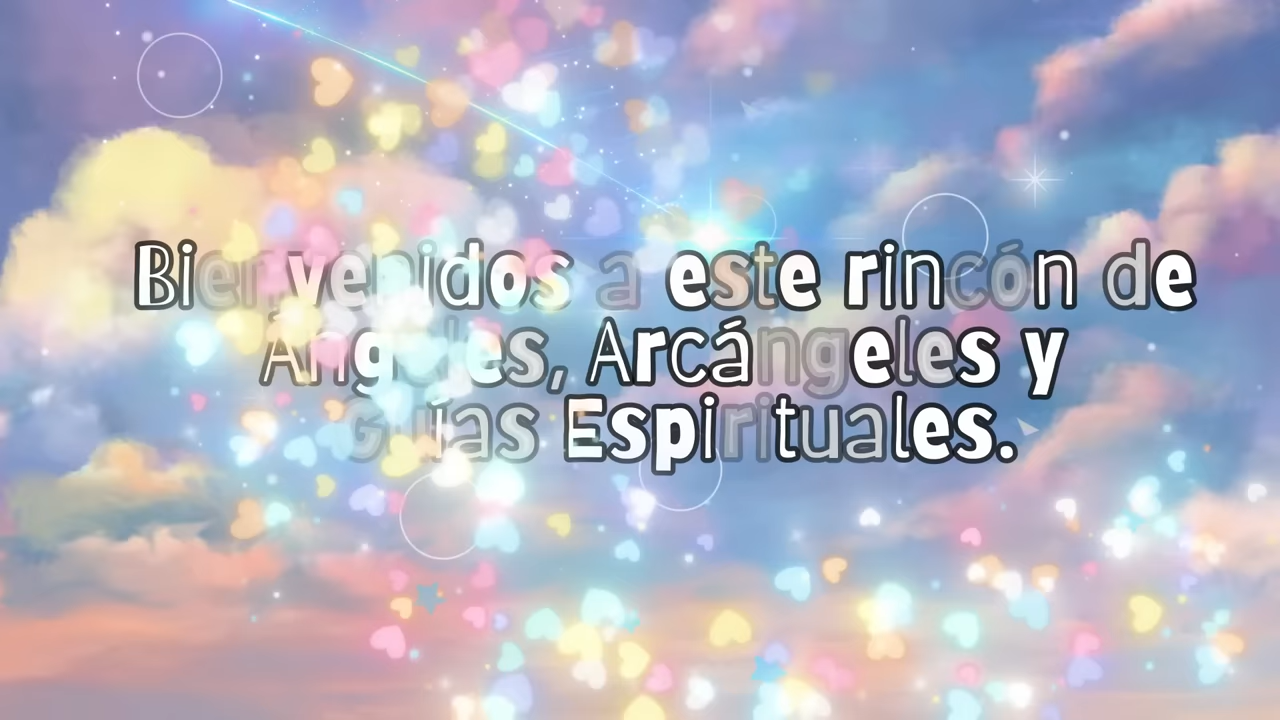 Bienvenidos a este rincón de
Ángeles, Arcángeles y
Guías Espirituales.